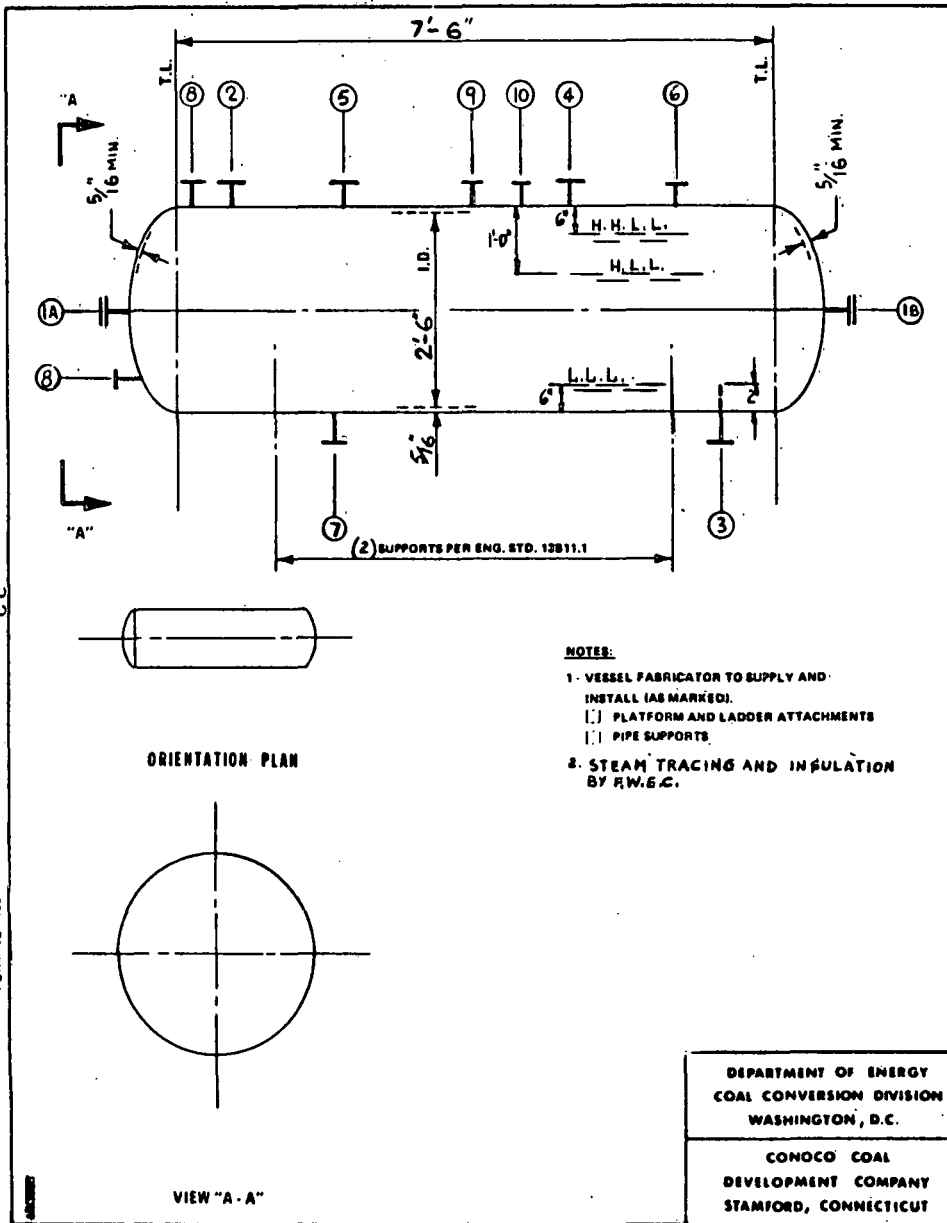 7'-6"
T.L.
T.L.
"A
8
2
5
9
10
4
6
5/16" MIN.
5/16" MIN.
6"
H.H.L.L.
1'-0"
H.L.L.
I.D.
2'-6"
1A
1B
8
L.L.L.
6"
2"
5/16"
"A"
7
3
(2) SUPPORTS PER ENG. STD. 13B11.1
NOTES:
1- VESSEL FABRICATOR TO SUPPLY AND
INSTALL (AS MARKED).
[ ] PLATFORM AND LADDER ATTACHMENTS
[ ] PIPE SUPPORTS
2. STEAM TRACING AND INSULATION
BY F.W.E.C.
ORIENTATION PLAN
VIEW "A-A"
DEPARTMENT OF ENERGY
COAL CONVERSION DIVISION
WASHINGTON, D.C.
CONOCO COAL
DEVELOPMENT COMPANY
STAMFORD, CONNECTICUT